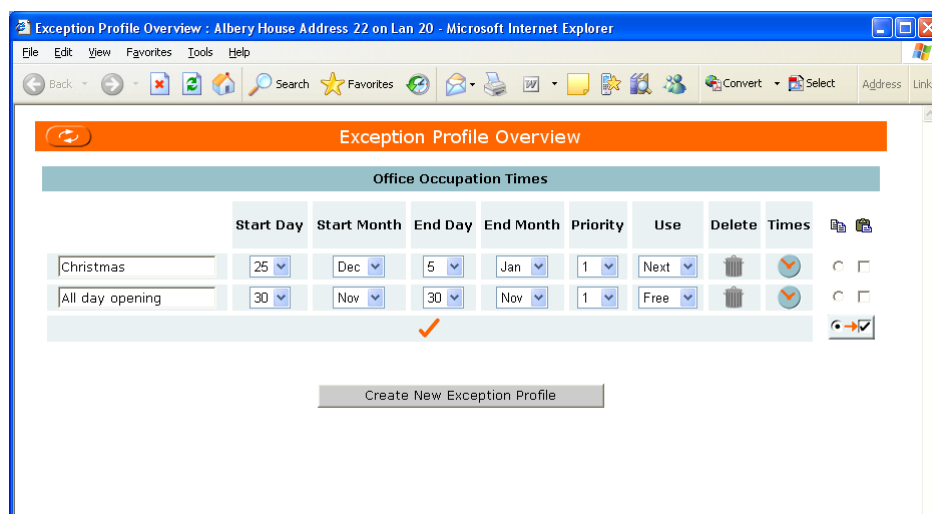 Exception Profile Overview : Albery House Address 22 on Lan 20 - Microsoft Internet Explorer
File Edit View Favorites Tools Help
Back Search Favorites Convert Select Address Link
Exception Profile Overview
Office Occupation Times
Start Day Start Month End Day End Month Priority Use Delete Times
Christmas 25 Dec 5 Jan 1 Next
All day opening 30 Nov 30 Nov 1 Free
Create New Exception Profile